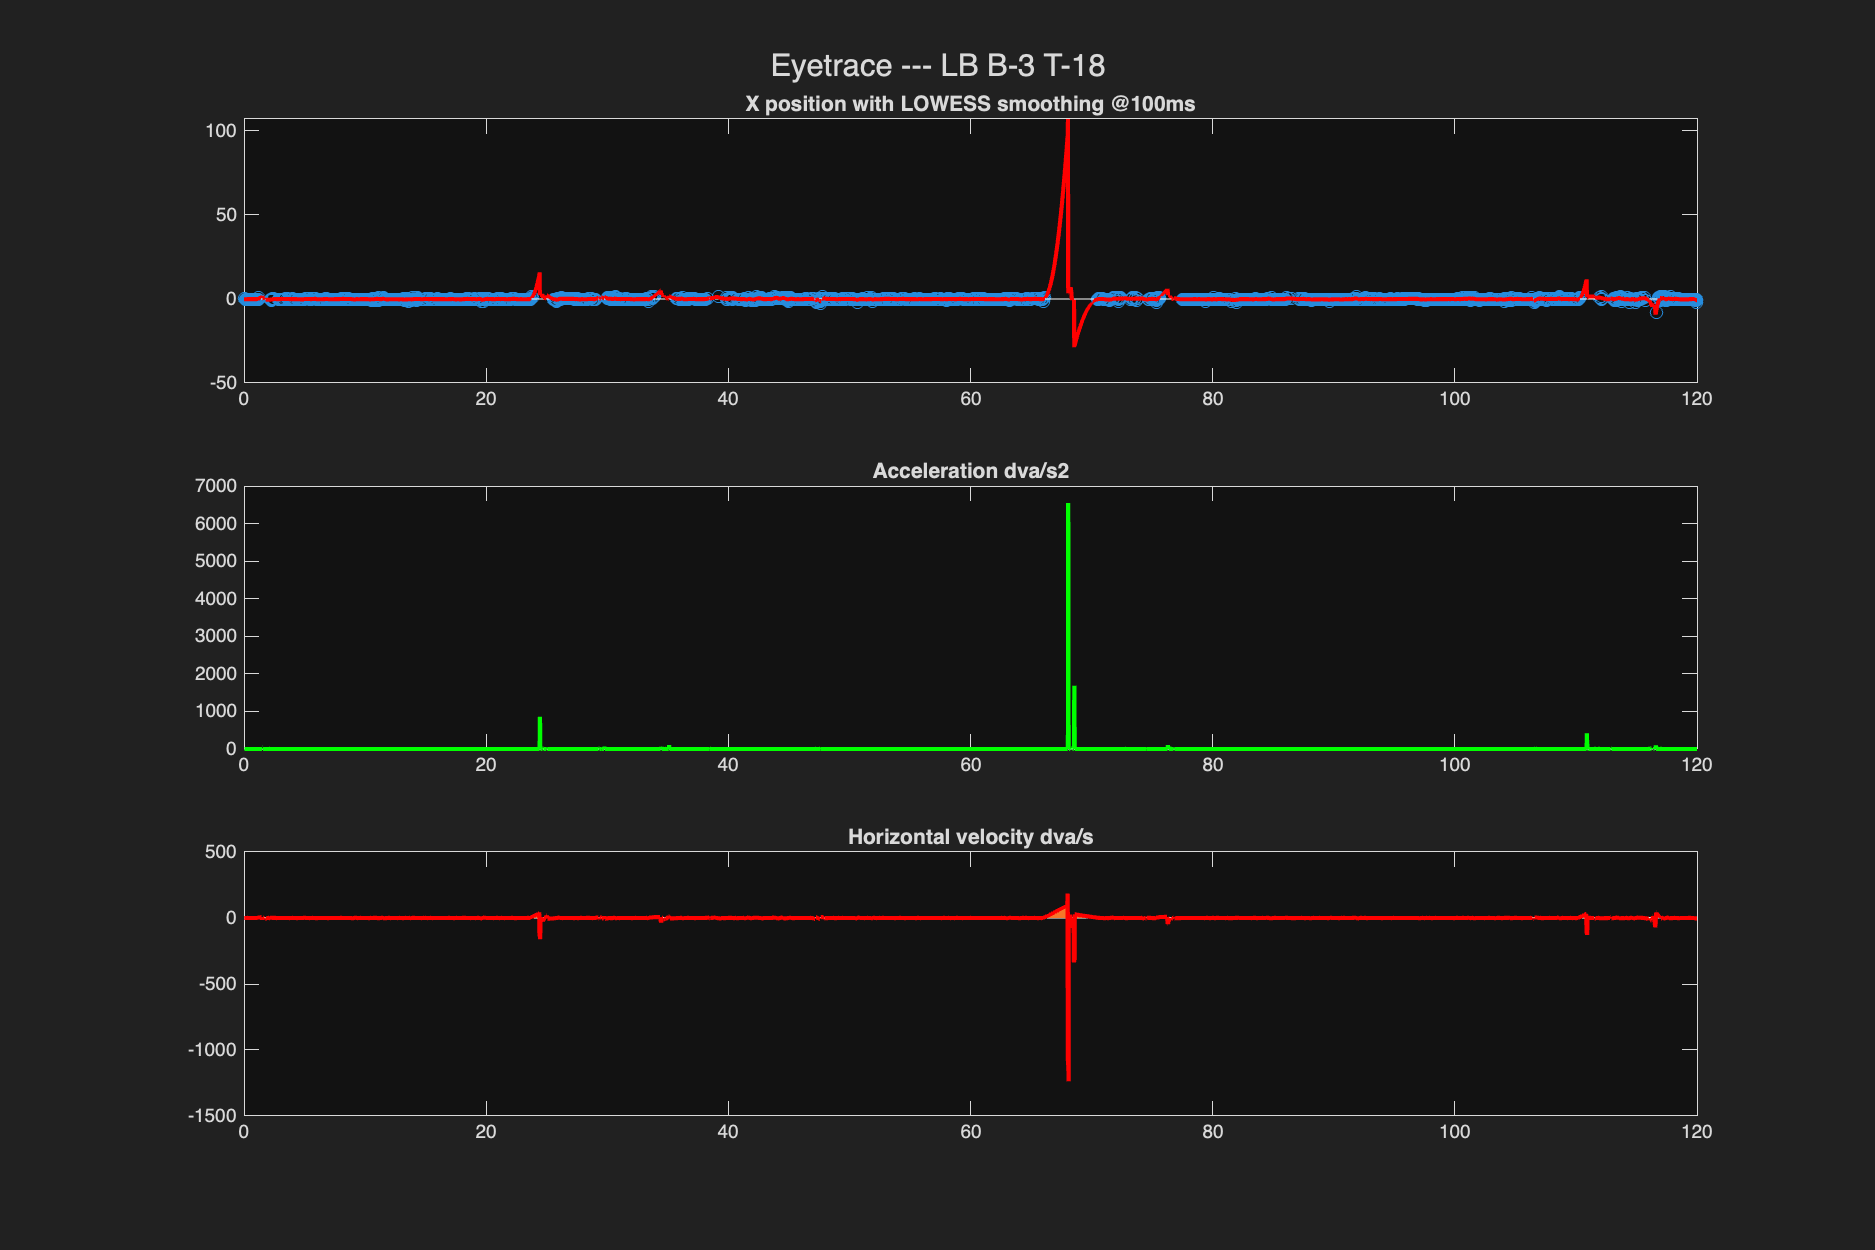 Eyetrace --- LB B-3 T-18
X position with LOWESS smoothing @100ms
100
50
0
-50
0 20 40 60 80 100 120
Acceleration dva/s2
7000
6000
5000
4000
3000
2000
1000
0
0 20 40 60 80 100 120
Horizontal velocity dva/s
500
0
-500
-1000
-1500
0 20 40 60 80 100 120